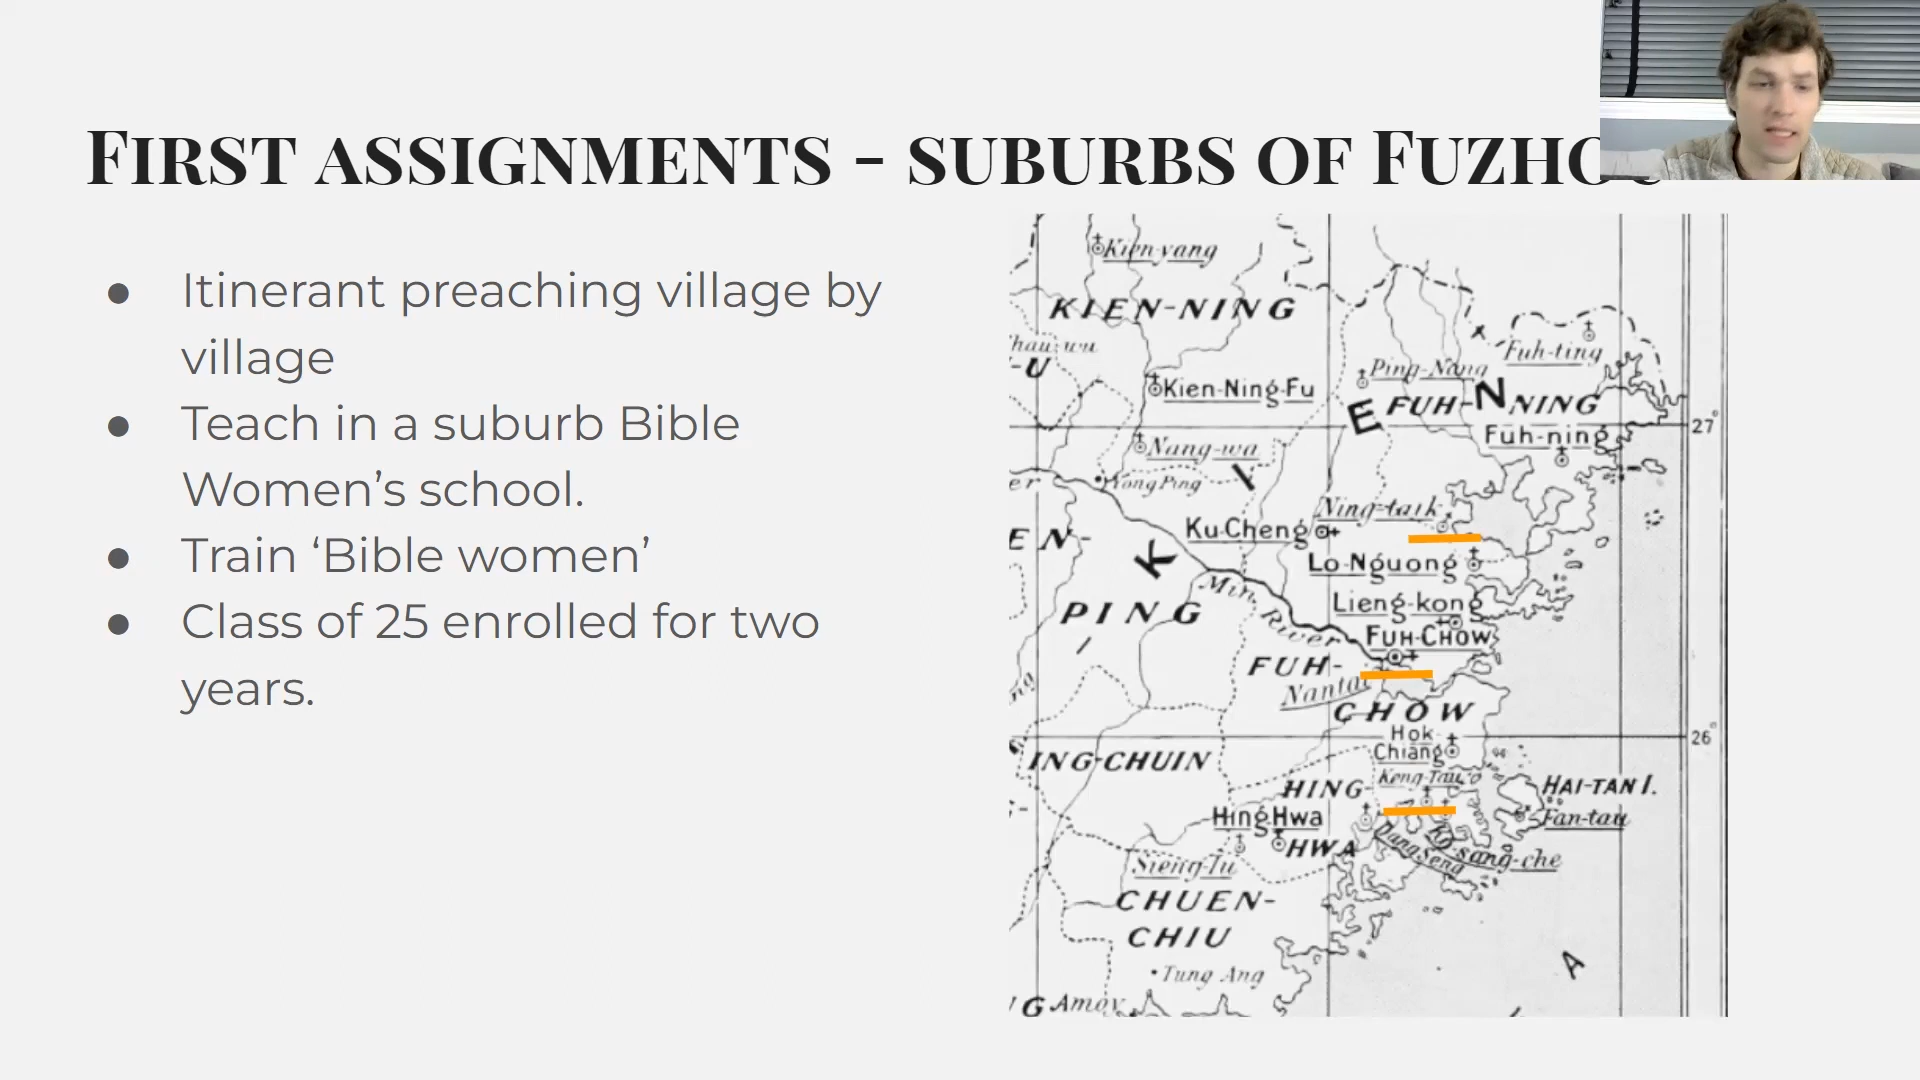 First assignments - suburbs of Fuzho
● Itinerant preaching village by
village
● Teach in a suburb Bible
Women’s school.
● Train ‘Bible women’
● Class of 25 enrolled for two
years.
Kien-yang
KIEN-NING
-U
Kien-Ning-Fu
Nang-wa
Yong Ping
Ping-Nang
Fuh-ting
FUH-NING
Fuh-ning
27°
K I E N
Ning-taik
Ku-Cheng
Lo-Nguong
Lieng-kong
FUH-CHOW
Min River
EN-
PING
FUH-
Nantai
CHOW
26°
Hok
Chiang
ING-CHUIN
Keng-Tau
HING-
HAI-TAN I.
Hing Hwa
Fan-tau
HWA
Sieng-Iu
CHUEN-
CHIU
Tung Ang
Amoy
A